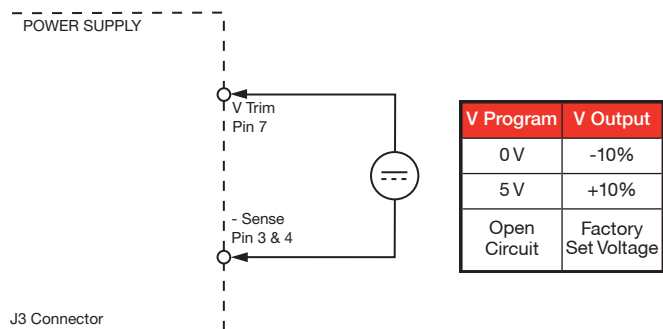 POWER SUPPLY
V Trim
Pin 7
- Sense
Pin 3 & 4
J3 Connector
V Program V Output
0 V -10%
5 V +10%
Open Circuit Factory Set Voltage